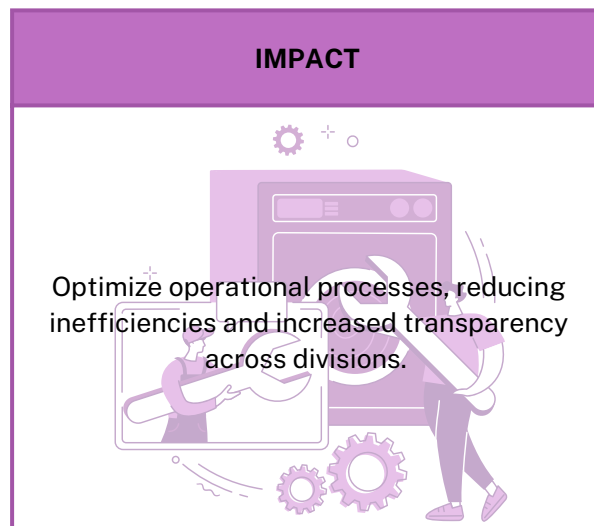 IMPACT
Optimize operational processes, reducing
inefficiencies and increased transparency
across divisions.